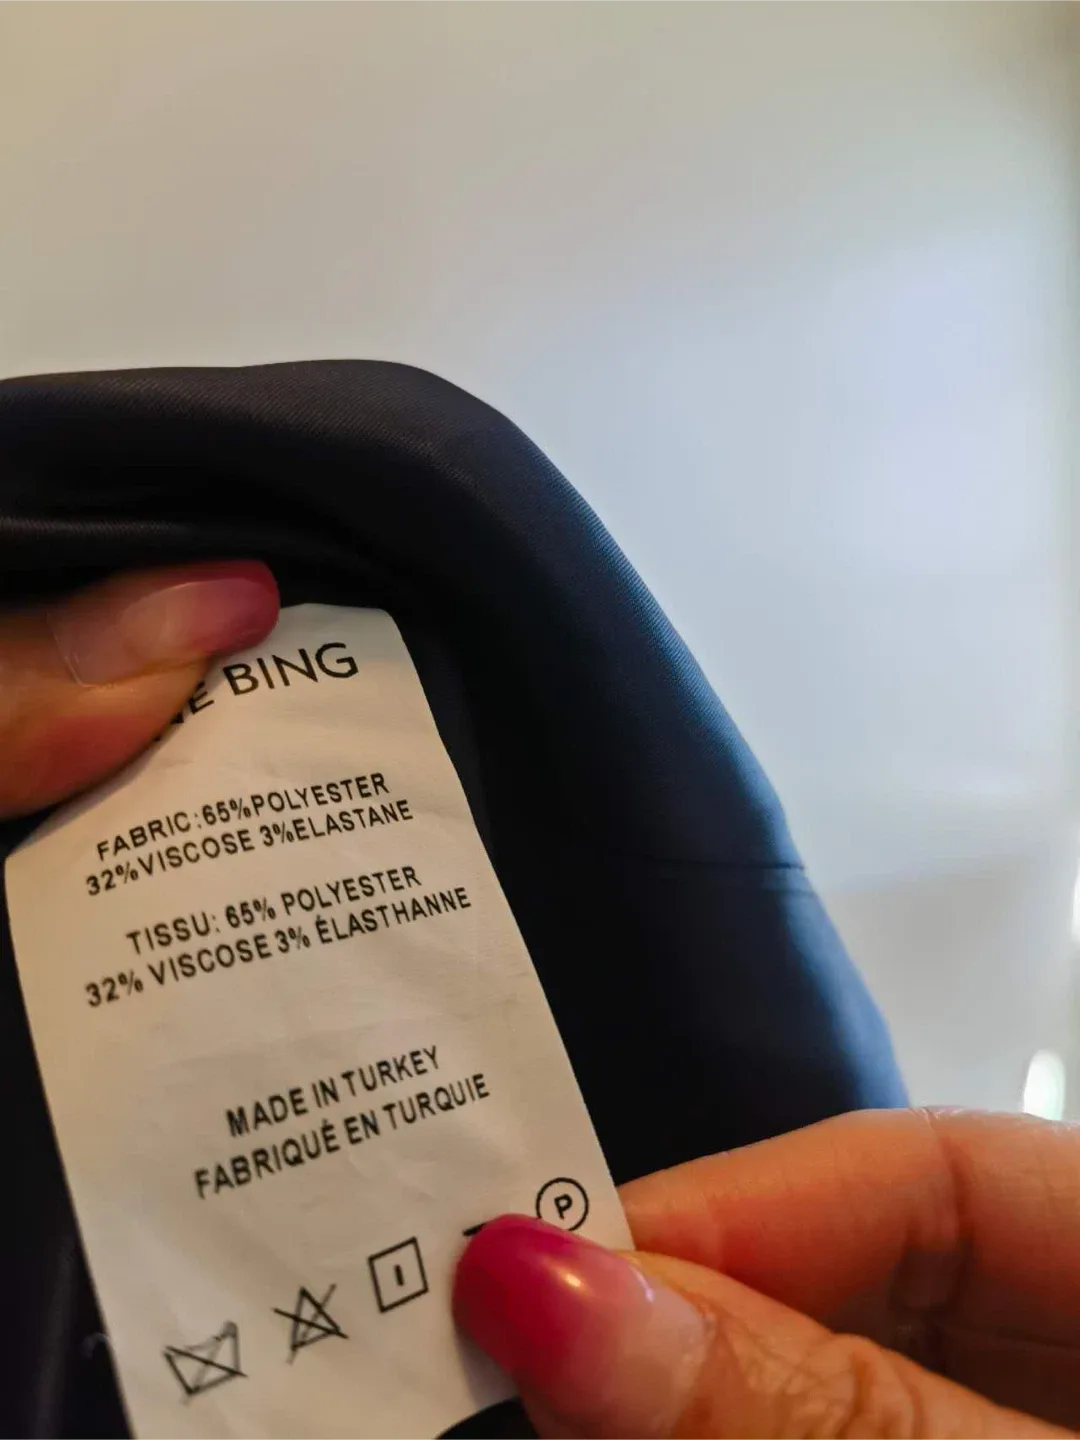 BING
FABRIC:65%POLYESTER
32%VISCOSE 3%ELASTANE
TISSU: 65% POLYESTER
32% VISCOSE 3% ÉLASTHANNE
MADE IN TURKEY
FABRIQUÉ EN TURQUIE
P